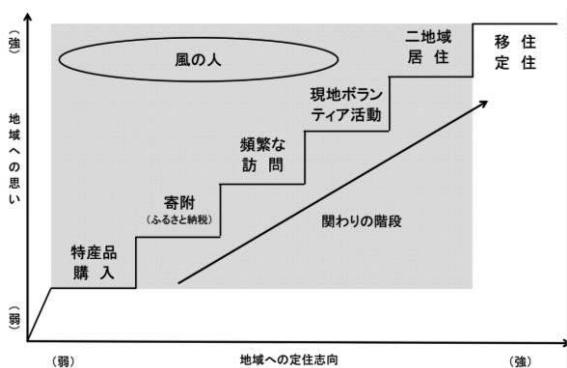 (強)
地域への思い
(弱)
風の人
二地域
居 住
移 住
定 住
現地ボラン
ティア活動
頻繁な
訪 問
寄附
(ふるさと納税)
関わりの階段
特産品
購 入
(弱)
地域への定住志向
(強)